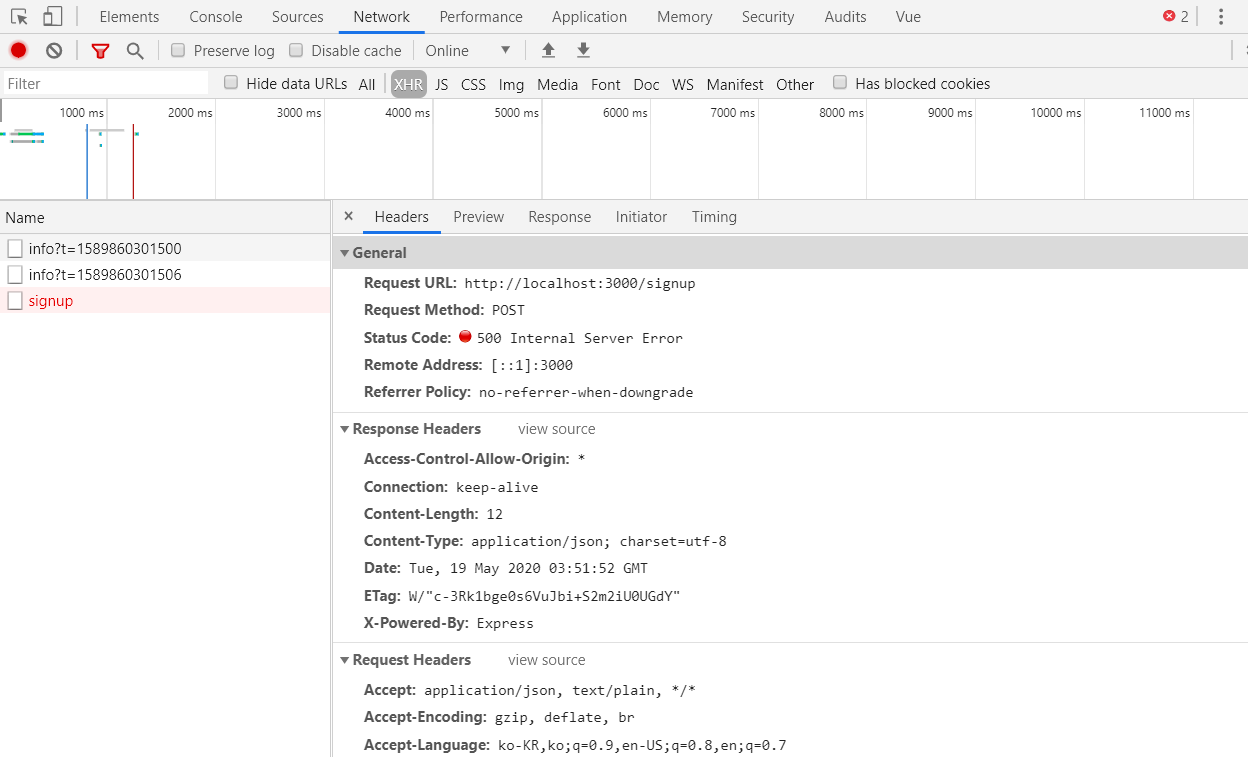 Elements Console Sources Network Performance Application Memory Security Audits Vue 2
Preserve log Disable cache Online
Filter Hide data URLs All XHR JS CSS Img Media Font Doc WS Manifest Other Has blocked cookies
1000 ms 2000 ms 3000 ms 4000 ms 5000 ms 6000 ms 7000 ms 8000 ms 9000 ms 10000 ms 11000 ms
Name
info?t=1589860301500
info?t=1589860301506
signup
× Headers Preview Response Initiator Timing
General
Request URL: http://localhost:3000/signup
Request Method: POST
Status Code: 500 Internal Server Error
Remote Address: [::1]:3000
Referrer Policy: no-referrer-when-downgrade
Response Headers view source
Access-Control-Allow-Origin: *
Connection: keep-alive
Content-Length: 12
Content-Type: application/json; charset=utf-8
Date: Tue, 19 May 2020 03:51:52 GMT
ETag: W/"c-3Rk1bge0s6VuJbi+S2m2iU0UGdY"
X-Powered-By: Express
Request Headers view source
Accept: application/json, text/plain, */*
Accept-Encoding: gzip, deflate, br
Accept-Language: ko-KR,ko;q=0.9,en-US;q=0.8,en;q=0.7